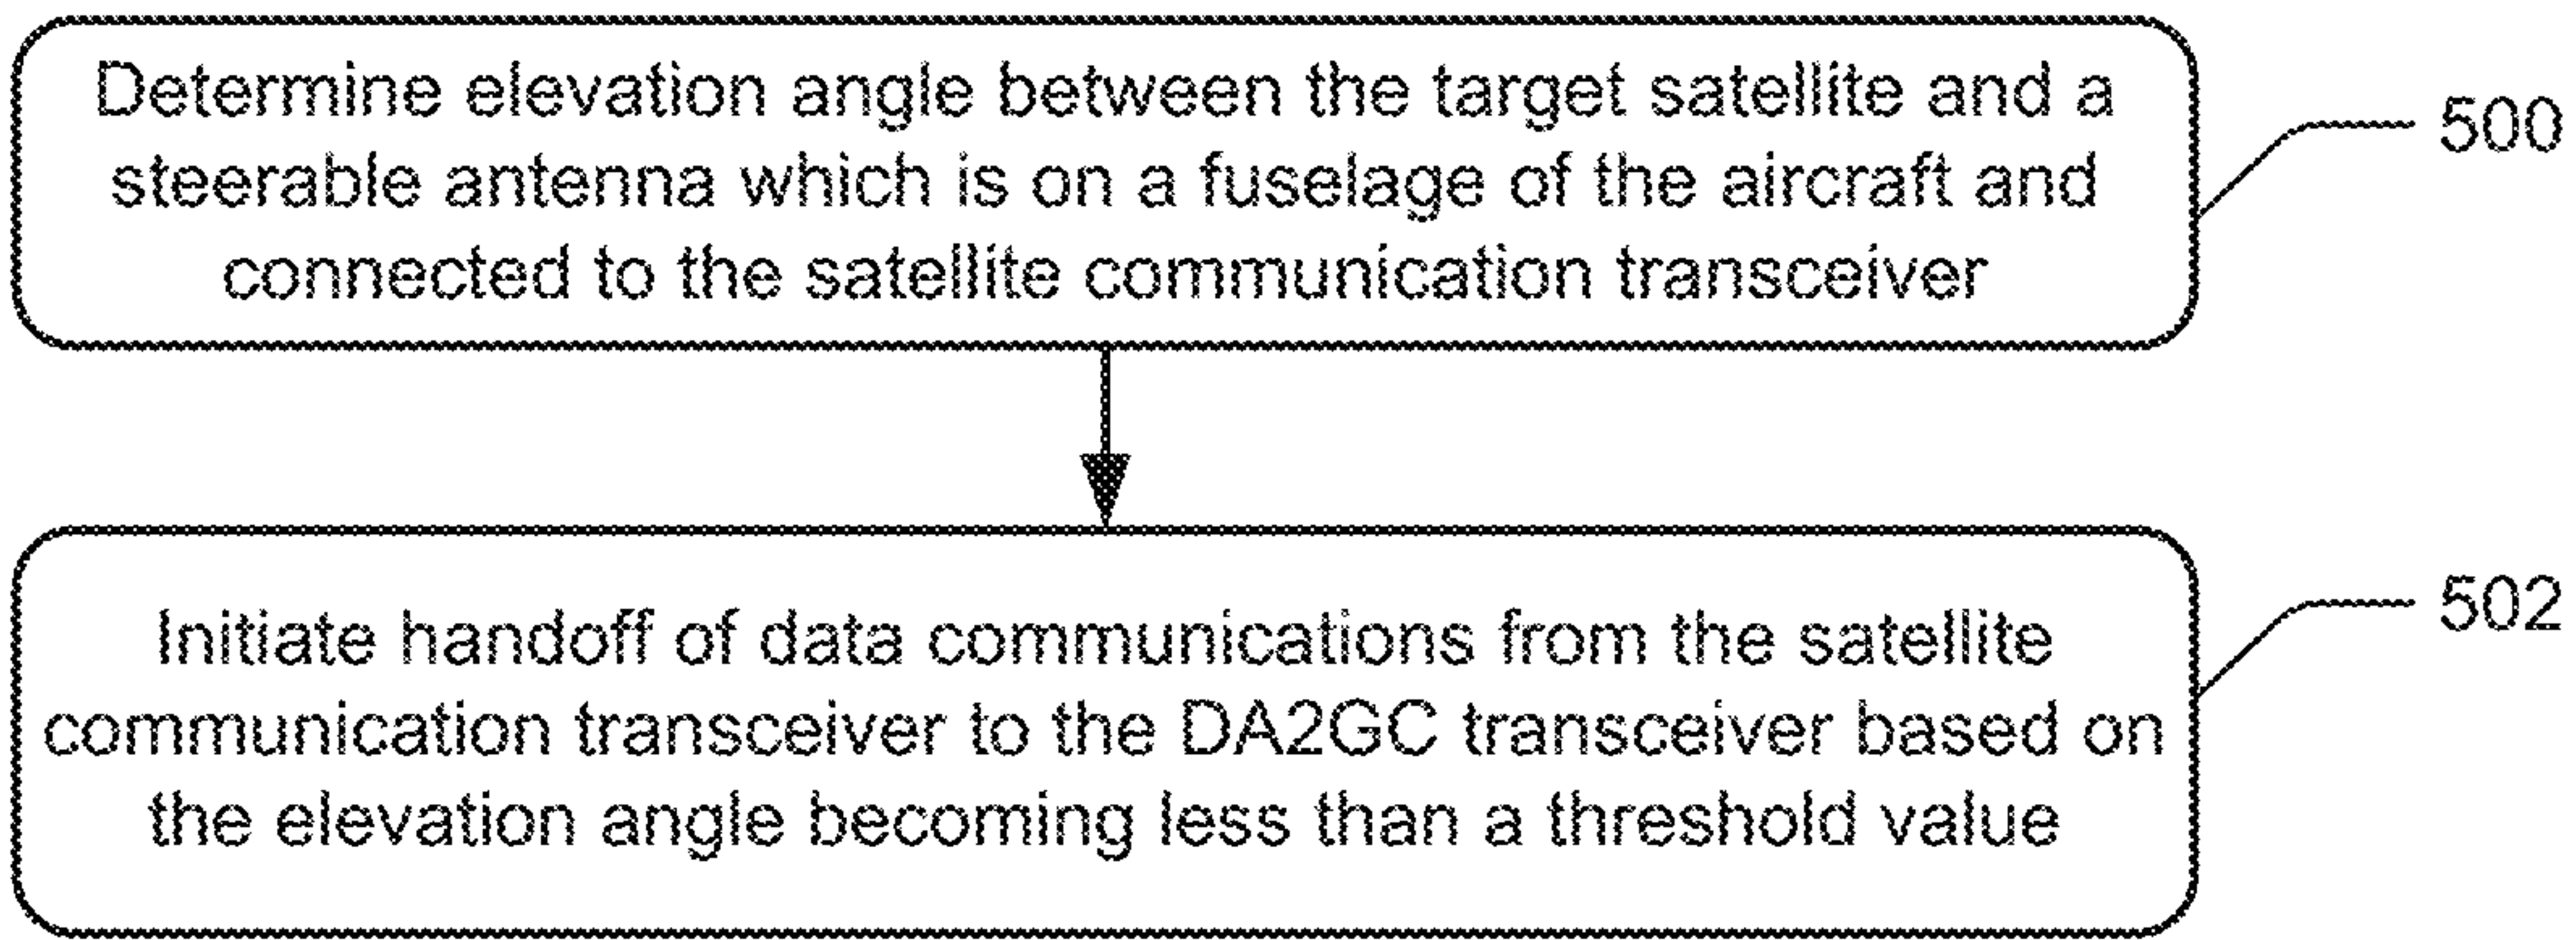 Determine elevation angle between the target satellite and a
steerable antenna which is on a fuselage of the aircraft and
connected to the satellite communication transceiver
500
Initiate handoff of data communications from the satellite
communication transceiver to the DA2GC transceiver based on
the elevation angle becoming less than a threshold value
502